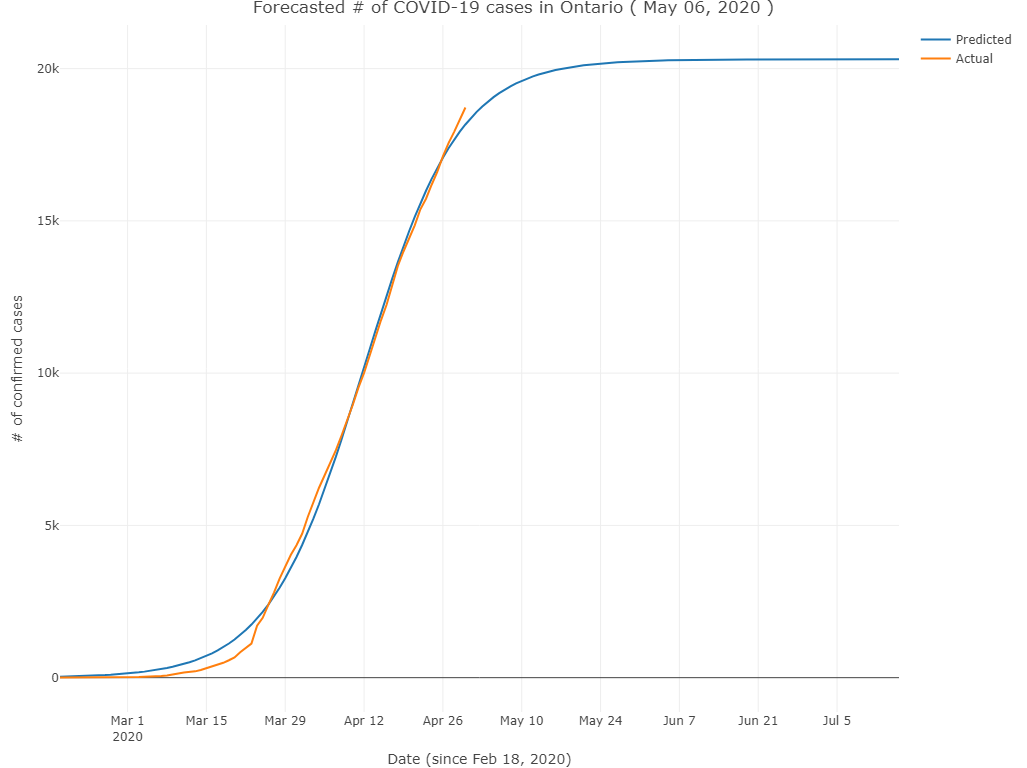 Forecasted # of COVID-19 cases in Ontario ( May 06, 2020 )
Predicted
Actual
20k
15k
10k
5k
0
# of confirmed cases
Mar 1
2020
Mar 15
Mar 29
Apr 12
Apr 26
May 10
May 24
Jun 7
Jun 21
Jul 5
Date (since Feb 18, 2020)